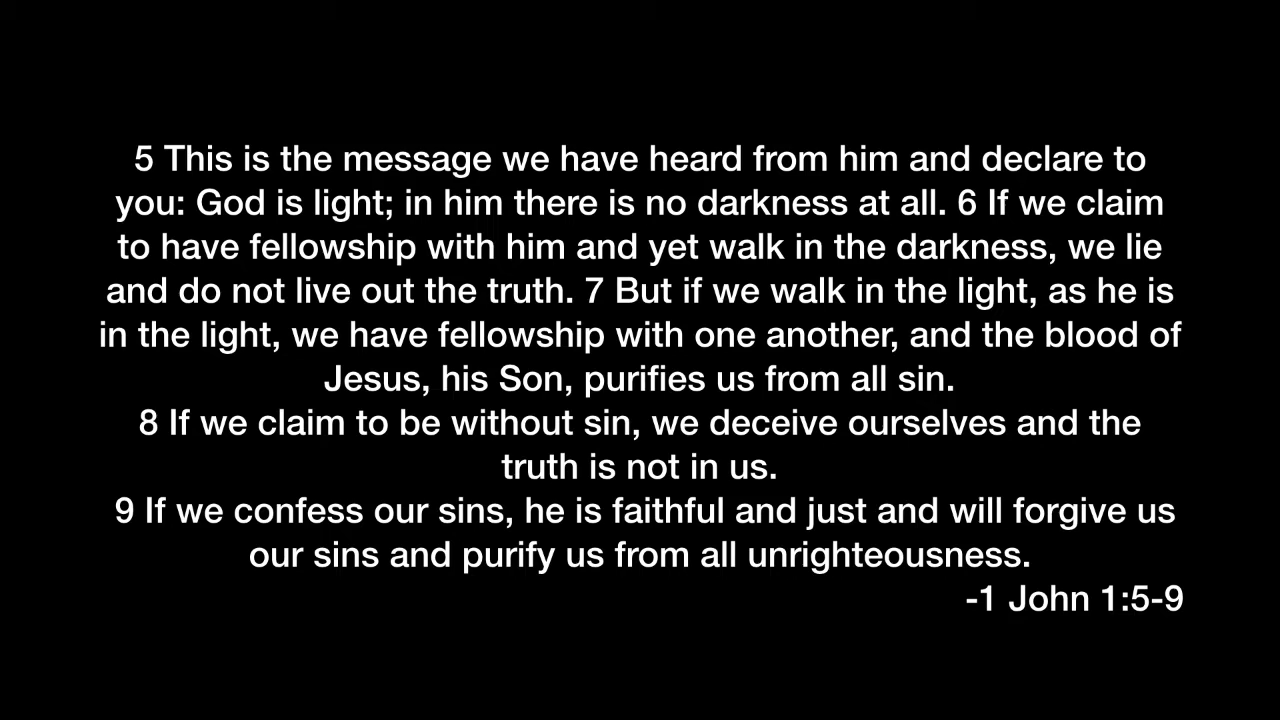 5 This is the message we have heard from him and declare to
you: God is light; in him there is no darkness at all. 6 If we claim
to have fellowship with him and yet walk in the darkness, we lie
and do not live out the truth. 7 But if we walk in the light, as he is
in the light, we have fellowship with one another, and the blood of
Jesus, his Son, purifies us from all sin.
8 If we claim to be without sin, we deceive ourselves and the
truth is not in us.
9 If we confess our sins, he is faithful and just and will forgive us
our sins and purify us from all unrighteousness.
-1 John 1:5-9